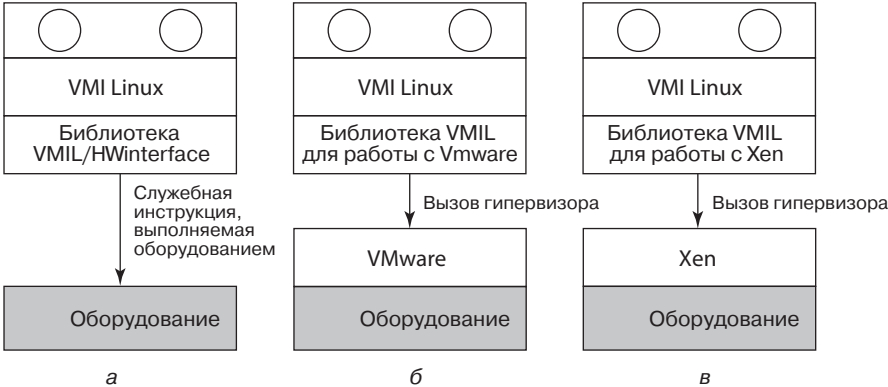 VMI Linux
Библиотека
VMIL/HWinterface
Служебная
инструкция,
выполняемая
оборудованием
Оборудование
а
VMI Linux
Библиотека VMIL
для работы с Vmware
Вызов гипервизора
VMware
Оборудование
б
VMI Linux
Библиотека VMIL
для работы с Xen
Вызов гипервизора
Xen
Оборудование
в